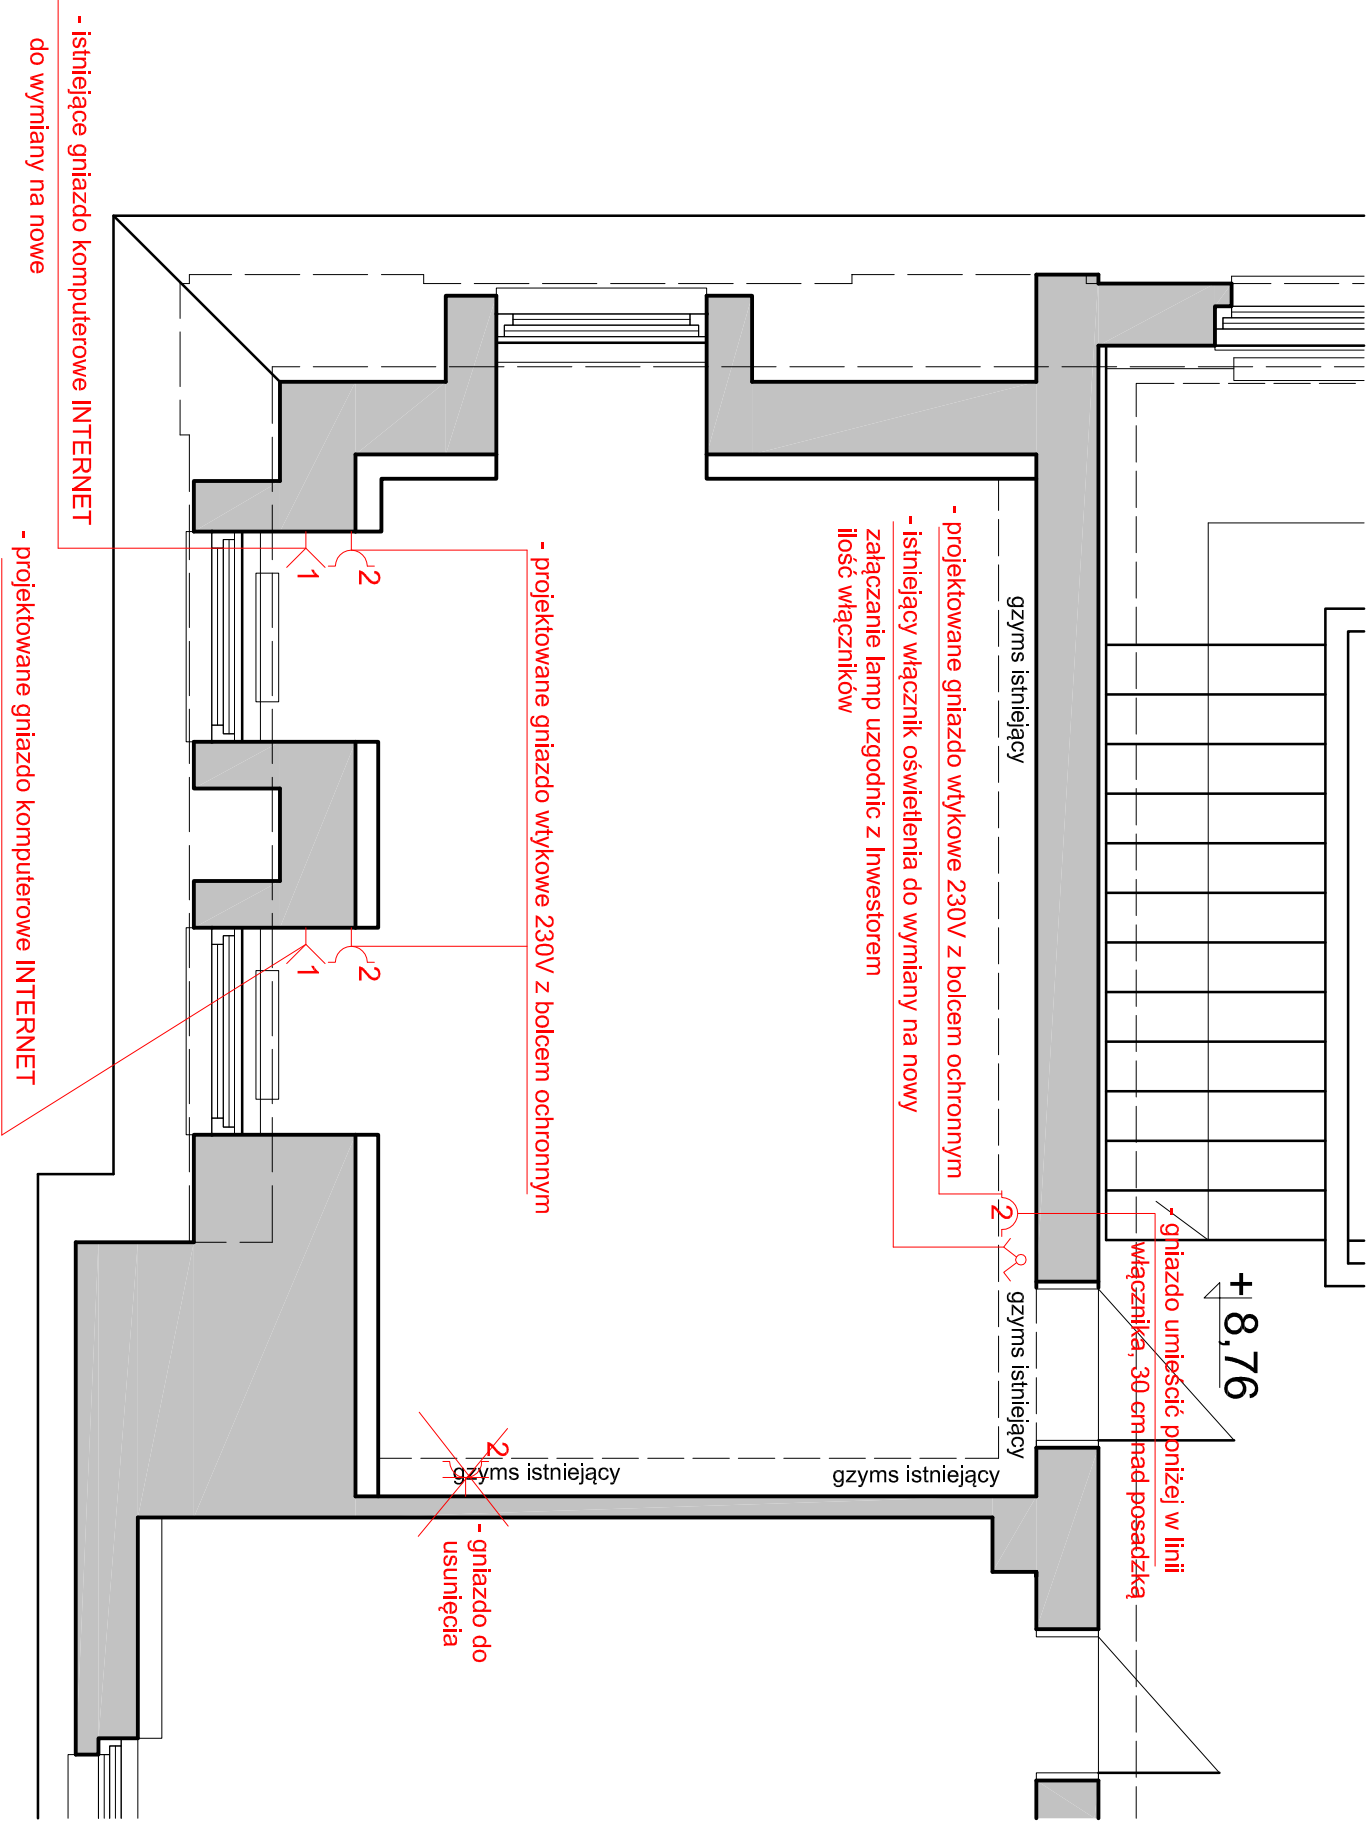 - istniejące gniazdo komputerowe INTERNET
do wymiany na nowe
- projektowane gniazdo komputerowe INTERNET
1
2
1
2
- projektowane gniazdo wtykowe 230V z bolcem ochronnym
- projektowane gniazdo wtykowe 230V z bolcem ochronnym
- istniejący włącznik oświetlenia do wymiany na nowy
załączanie lamp uzgodnic z Inwestorem
ilość włączników
gzyms istniejący
2
gzyms istniejący
- gniazdo umieścić poniżej w linii
włącznika, 30 cm nad posadzką
+ 8,76
2
gzyms istniejący
gzyms istniejący
- gniazdo do
usunięcia